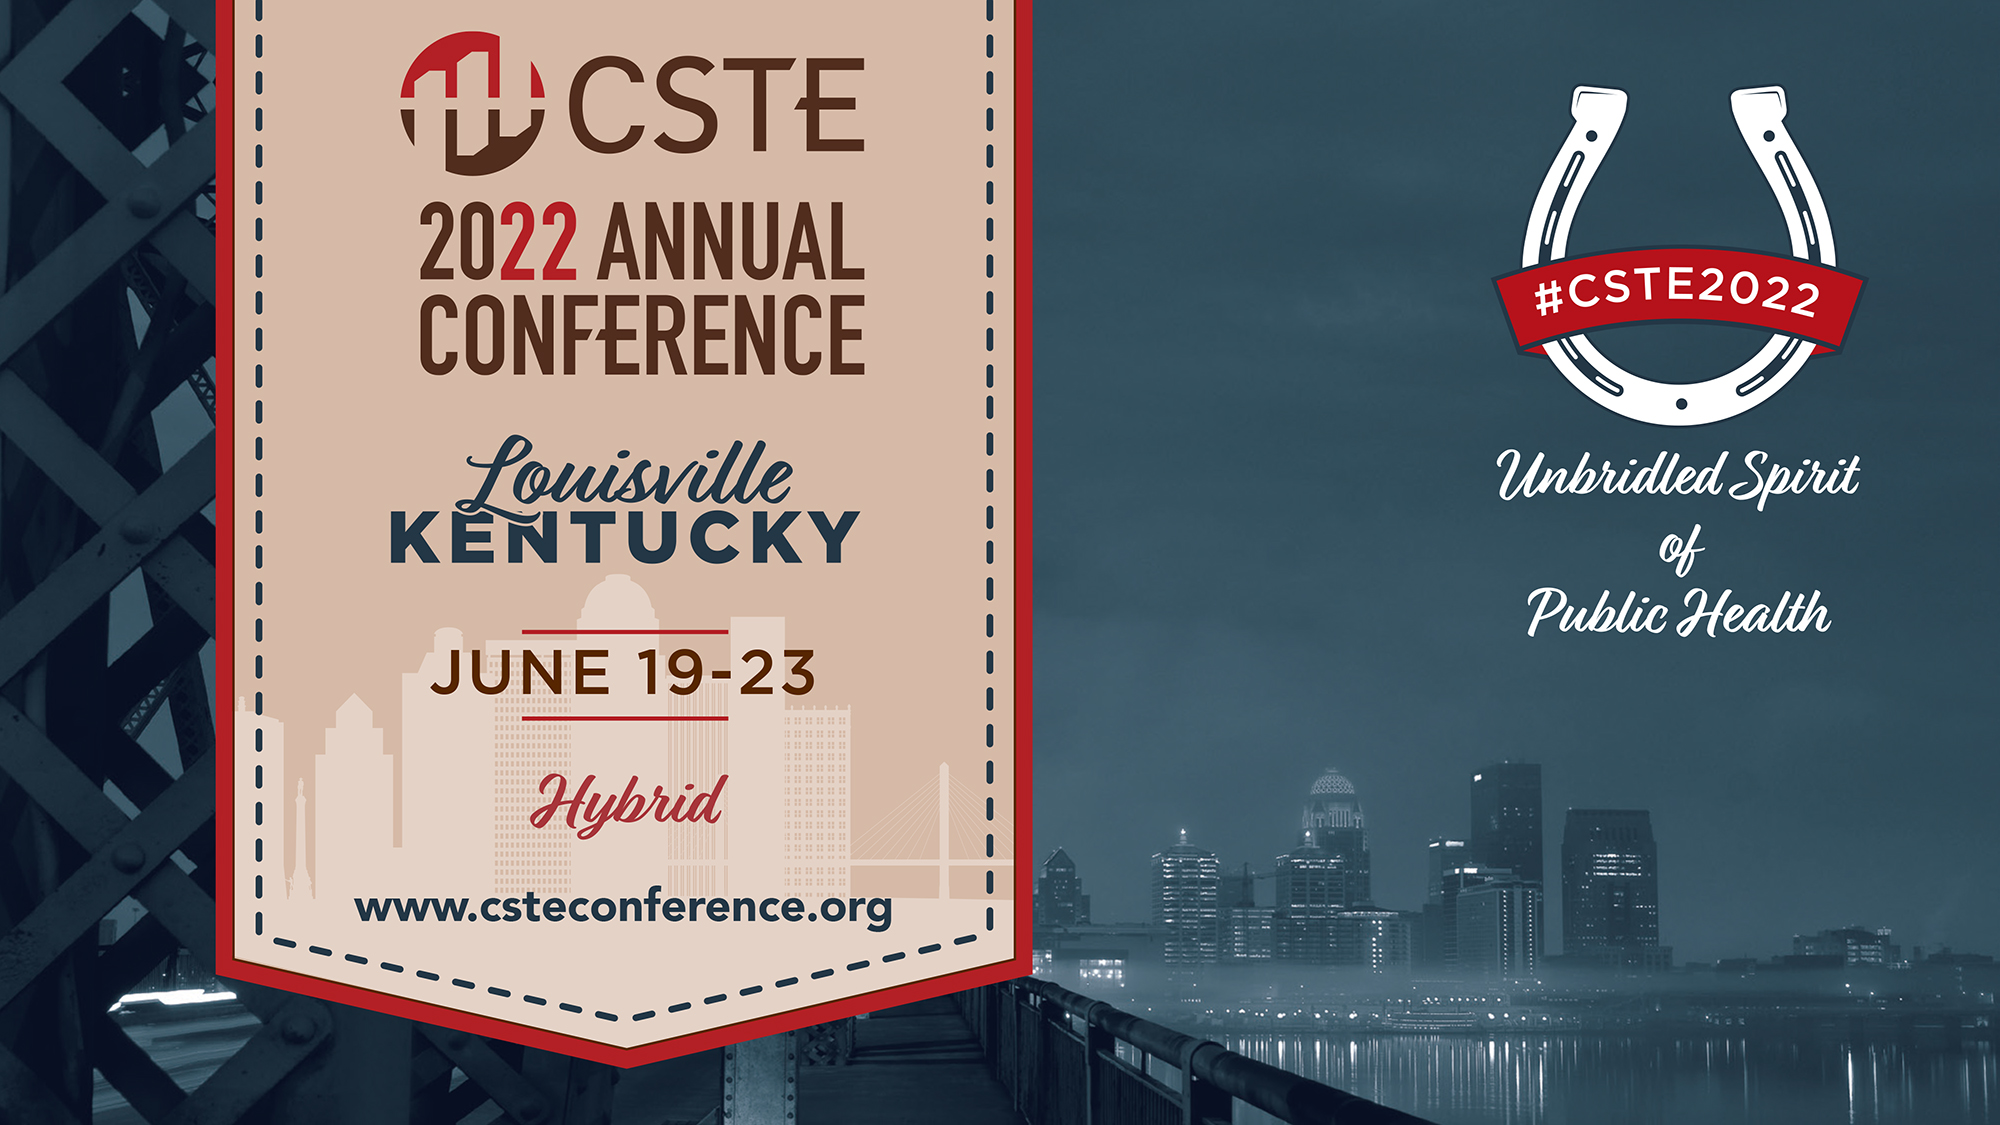 CSTE
2022 ANNUAL
CONFERENCE
Louisville
KENTUCKY
JUNE 19-23
Hybrid
www.csteconference.org
#CSTE2022
Unbridled Spirit
of
Public Health